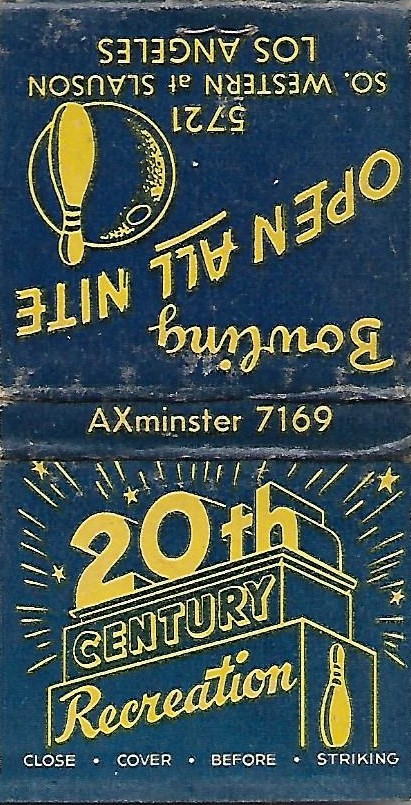 Bowling
OPEN ALL NITE
5721
SO. WESTERN at SLAUSON
LOS ANGELES
AXminster 7169
20th
CENTURY
Recreation
CLOSE • COVER • BEFORE • STRIKING